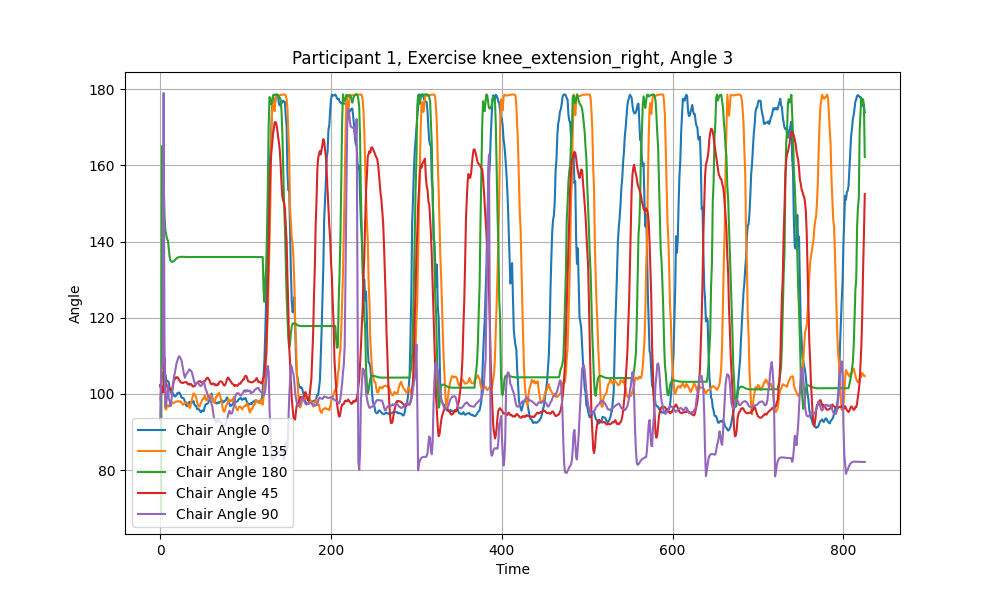 Participant 1, Exercise knee_extension_right, Angle 3
Angle
180
160
140
120
100
80
Chair Angle 0
Chair Angle 135
Chair Angle 180
Chair Angle 45
Chair Angle 90
0 200 400 600 800
Time